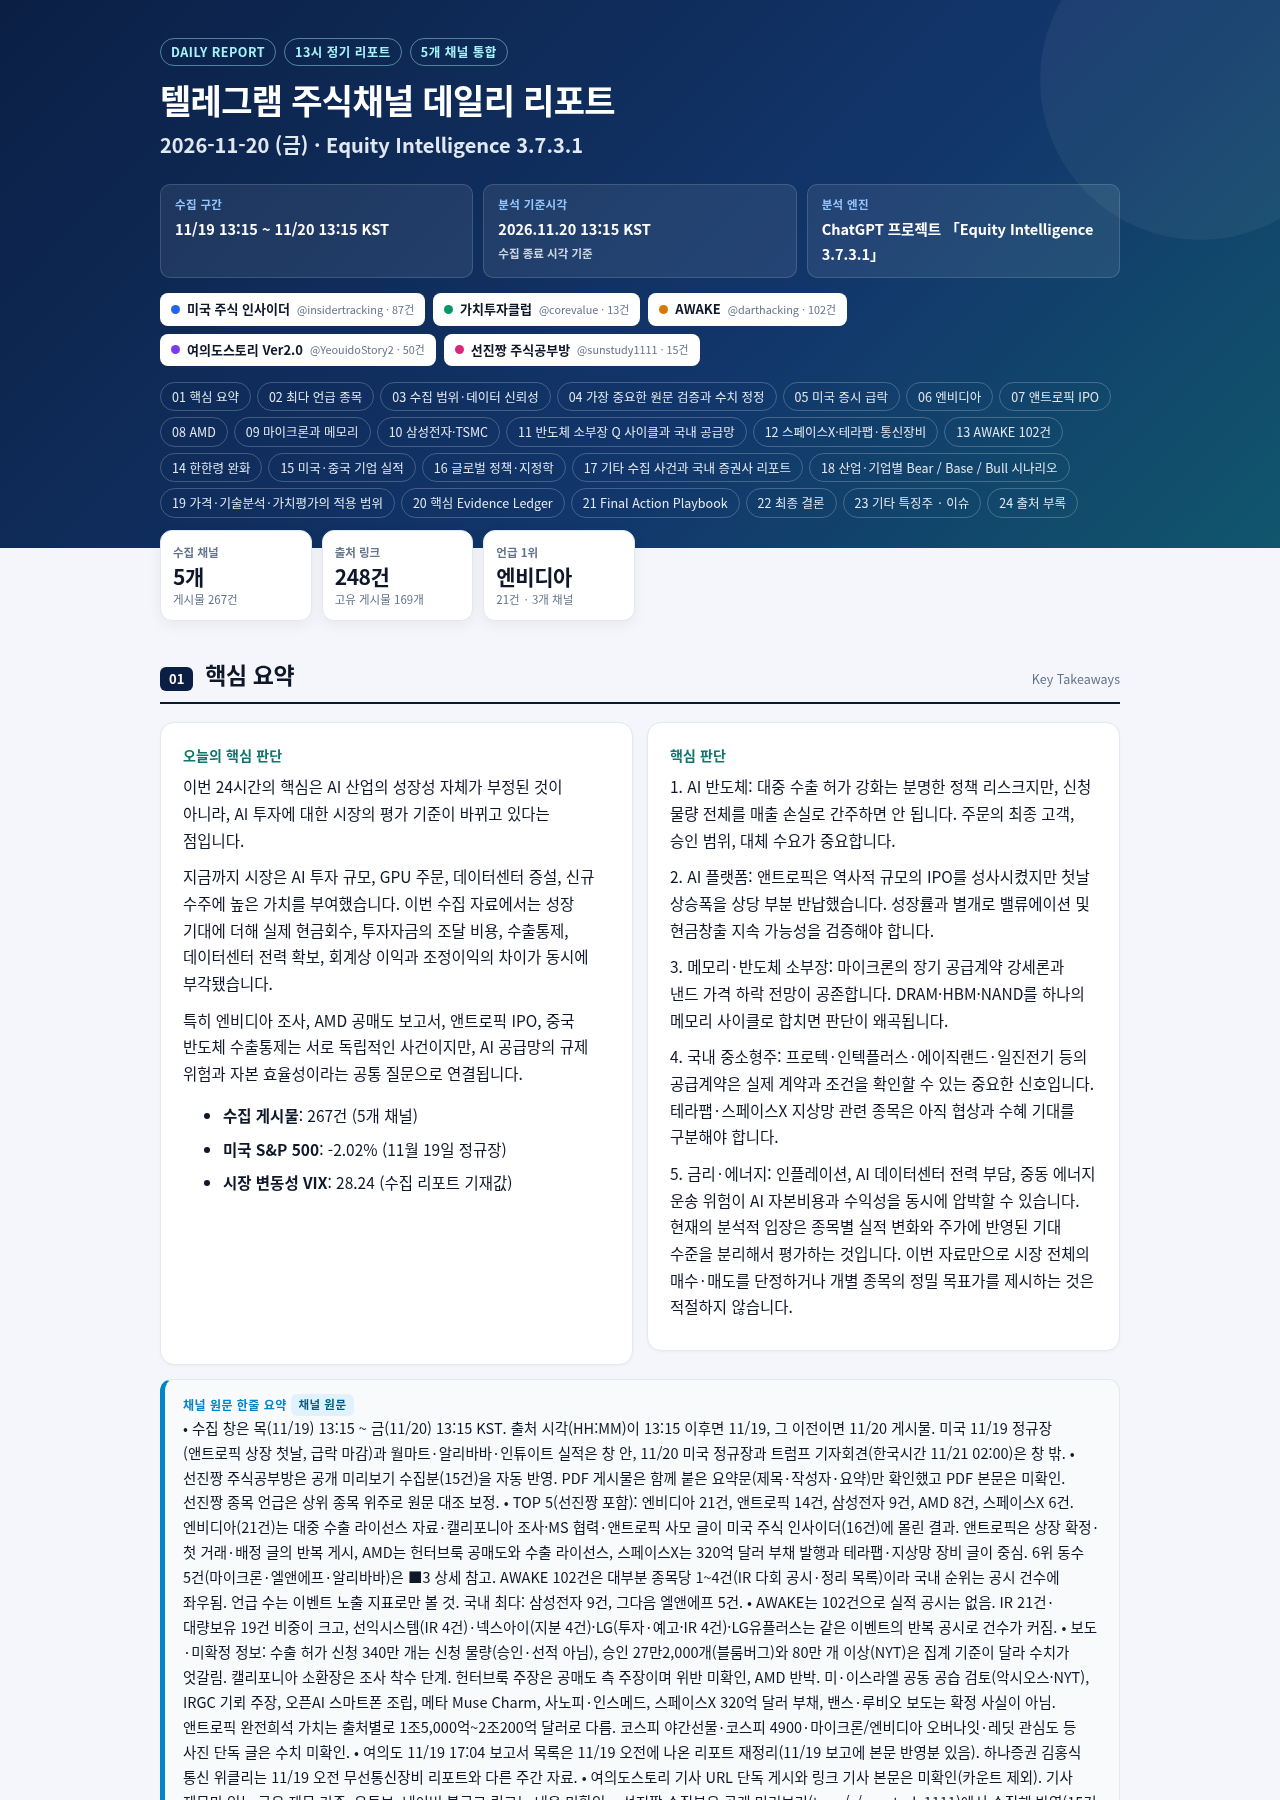 DAILY REPORT
13시 정기 리포트
5개 채널 통합
텔레그램 주식채널 데일리 리포트
2026-11-20 (금) · Equity Intelligence 3.7.3.1
수집 구간
11/19 13:15 ~ 11/20 13:15 KST
분석 기준시각
2026.11.20 13:15 KST
수집 종료 시각 기준
분석 엔진
ChatGPT 프로젝트 「Equity Intelligence
3.7.3.1」
미국 주식 인사이더 @insidertracking · 87건
가치투자클럽 @corevalue · 13건
AWAKE @darthacking · 102건
여의도스토리 Ver2.0 @YeouidoStory2 · 50건
선진짱 주식공부방 @sunstudy1111 · 15건
01 핵심 요약
02 최다 언급 종목
03 수집 범위·데이터 신뢰성
04 가장 중요한 원문 검증과 수치 정정
05 미국 증시 급락
06 엔비디아
07 앤트로픽 IPO
08 AMD
09 마이크론과 메모리
10 삼성전자·TSMC
11 반도체 소부장 Q 사이클과 국내 공급망
12 스페이스X·테라팹·통신장비
13 AWAKE 102건
14 한한령 완화
15 미국·중국 기업 실적
16 글로벌 정책·지정학
17 기타 수집 사건과 국내 증권사 리포트
18 산업·기업별 Bear / Base / Bull 시나리오
19 가격·기술분석·가치평가의 적용 범위
20 핵심 Evidence Ledger
21 Final Action Playbook
22 최종 결론
23 기타 특징주 · 이슈
24 출처 부록
수집 채널
5개
게시물 267건
출처 링크
248건
고유 게시물 169개
언급 1위
엔비디아
21건 · 3개 채널
01 핵심 요약
Key Takeaways
오늘의 핵심 판단
이번 24시간의 핵심은 AI 산업의 성장성 자체가 부정된 것이
아니라, AI 투자에 대한 시장의 평가 기준이 바뀌고 있다는
점입니다.
지금까지 시장은 AI 투자 규모, GPU 주문, 데이터센터 증설, 신규
수주에 높은 가치를 부여했습니다. 이번 수집 자료에서는 성장
기대에 더해 실제 현금회수, 투자자금의 조달 비용, 수출통제,
데이터센터 전력 확보, 회계상 이익과 조정이익의 차이가 동시에
부각됐습니다.
특히 엔비디아 조사, AMD 공매도 보고서, 앤트로픽 IPO, 중국
반도체 수출통제는 서로 독립적인 사건이지만, AI 공급망의 규제
위험과 자본 효율성이라는 공통 질문으로 연결됩니다.
• 수집 게시물: 267건 (5개 채널)
• 미국 S&P 500: -2.02% (11월 19일 정규장)
• 시장 변동성 VIX: 28.24 (수집 리포트 기재값)
핵심 판단
1. AI 반도체: 대중 수출 허가 강화는 분명한 정책 리스크지만, 신청
물량 전체를 매출 손실로 간주하면 안 됩니다. 주문의 최종 고객,
승인 범위, 대체 수요가 중요합니다.
2. AI 플랫폼: 앤트로픽은 역사적 규모의 IPO를 성사시켰지만 첫날
상승폭을 상당 부분 반납했습니다. 성장률과 별개로 밸류에이션 및
현금창출 지속 가능성을 검증해야 합니다.
3. 메모리·반도체 소부장: 마이크론의 장기 공급계약 강세론과
낸드 가격 하락 전망이 공존합니다. DRAM·HBM·NAND를 하나의
메모리 사이클로 합치면 판단이 왜곡됩니다.
4. 국내 중소형주: 프로텍·인텍플러스·에이직랜드·일진전기 등의
공급계약은 실제 계약과 조건을 확인할 수 있는 중요한 신호입니다.
테라팹·스페이스X 지상망 관련 종목은 아직 협상과 수혜 기대를
구분해야 합니다.
5. 금리·에너지: 인플레이션, AI 데이터센터 전력 부담, 중동 에너지
운송 위험이 AI 자본비용과 수익성을 동시에 압박할 수 있습니다.
현재의 분석적 입장은 종목별 실적 변화와 주가에 반영된 기대
수준을 분리해서 평가하는 것입니다. 이번 자료만으로 시장 전체의
매수·매도를 단정하거나 개별 종목의 정밀 목표가를 제시하는 것은
적절하지 않습니다.
채널 원문 한줄 요약 채널 원문
• 수집 창은 목(11/19) 13:15 ~ 금(11/20) 13:15 KST. 출처 시각(HH:MM)이 13:15 이후면 11/19, 그 이전이면 11/20 게시물. 미국 11/19 정규장
(앤트로픽 상장 첫날, 급락 마감)과 월마트·알리바바·인튜이트 실적은 창 안, 11/20 미국 정규장과 트럼프 기자회견(한국시간 11/21 02:00)은 창 밖. •
선진짱 주식공부방은 공개 미리보기 수집분(15건)을 자동 반영. PDF 게시물은 함께 붙은 요약문(제목·작성자·요약)만 확인했고 PDF 본문은 미확인.
선진짱 종목 언급은 상위 종목 위주로 원문 대조 보정. • TOP 5(선진짱 포함): 엔비디아 21건, 앤트로픽 14건, 삼성전자 9건, AMD 8건, 스페이스X 6건.
엔비디아(21건)는 대중 수출 라이선스 자료·캘리포니아 조사·MS 협력·앤트로픽 사모 글이 미국 주식 인사이더(16건)에 몰린 결과. 앤트로픽은 상장 확정·
첫 거래·배정 글의 반복 게시, AMD는 헌터브룩 공매도와 수출 라이선스, 스페이스X는 320억 달러 부채 발행과 테라팹·지상망 장비 글이 중심. 6위 동수
5건(마이크론·엘앤에프·알리바바)은 ■3 상세 참고. AWAKE 102건은 대부분 종목당 1~4건(IR 다회 공시·정리 목록)이라 국내 순위는 공시 건수에
좌우됨. 언급 수는 이벤트 노출 지표로만 볼 것. 국내 최다: 삼성전자 9건, 그다음 엘앤에프 5건. • AWAKE는 102건으로 실적 공시는 없음. IR 21건·
대량보유 19건 비중이 크고, 선익시스템(IR 4건)·넥스아이(지분 4건)·LG(투자·예고·IR 4건)·LG유플러스는 같은 이벤트의 반복 공시로 건수가 커짐. • 보도
·미확정 정보: 수출 허가 신청 340만 개는 신청 물량(승인·선적 아님), 승인 27만2,000개(블룸버그)와 80만 개 이상(NYT)은 집계 기준이 달라 수치가
엇갈림. 캘리포니아 소환장은 조사 착수 단계. 헌터브룩 주장은 공매도 측 주장이며 위반 미확인, AMD 반박. 미·이스라엘 공동 공습 검토(악시오스·NYT),
IRGC 기뢰 주장, 오픈AI 스마트폰 조립, 메타 Muse Charm, 사노피·인스메드, 스페이스X 320억 달러 부채, 밴스·루비오 보도는 확정 사실이 아님.
앤트로픽 완전희석 가치는 출처별로 1조5,000억~2조200억 달러로 다름. 코스피 야간선물·코스피 4900·마이크론/엔비디아 오버나잇·레딧 관심도 등
사진 단독 글은 수치 미확인. • 여의도 11/19 17:04 보고서 목록은 11/19 오전에 나온 리포트 재정리(11/19 보고에 본문 반영분 있음). 하나증권 김홍식
통신 위클리는 11/19 오전 무선통신장비 리포트와 다른 주간 자료. • 여의도스토리 기사 URL 단독 게시와 링크 기사 본문은 미확인(카운트 제외). 기사